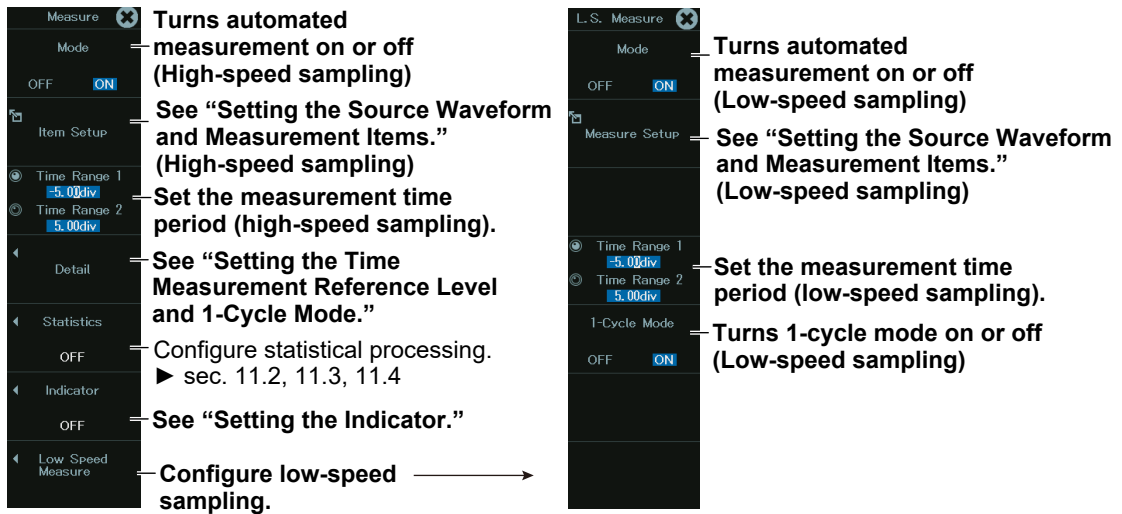 Measure
Mode
OFF ON
Item Setup
Time Range 1
-5.00div
Time Range 2
5.00div
Detail
Statistics
OFF
Indicator
OFF
Low Speed
Measure
Turns automated
measurement on or off
(High-speed sampling)
See “Setting the Source Waveform
and Measurement Items.”
(High-speed sampling)
Set the measurement time
period (high-speed sampling).
See “Setting the Time
Measurement Reference Level
and 1-Cycle Mode.”
Configure statistical processing.
► sec. 11.2, 11.3, 11.4
See “Setting the Indicator.”
Configure low-speed
sampling.
L.S. Measure
Mode
OFF ON
Measure Setup
Time Range 1
-5.00div
Time Range 2
5.00div
1-Cycle Mode
OFF ON
Turns automated
measurement on or off
(Low-speed sampling)
See “Setting the Source Waveform
and Measurement Items.”
(Low-speed sampling)
Set the measurement time
period (low-speed sampling).
Turns 1-cycle mode on or off
(Low-speed sampling)